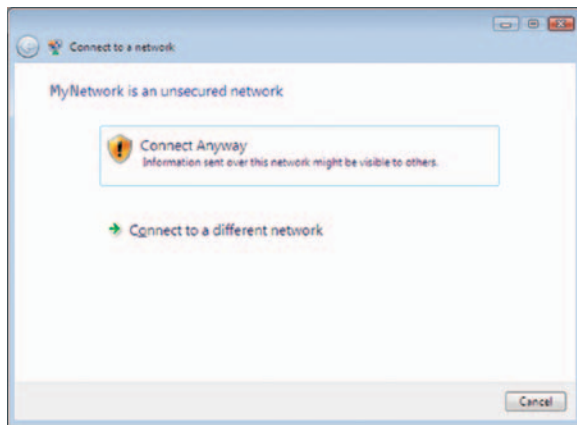 Connect to a network
MyNetwork is an unsecured network
Connect Anyway
Information sent over this network might be visible to others.
Connect to a different network
Cancel